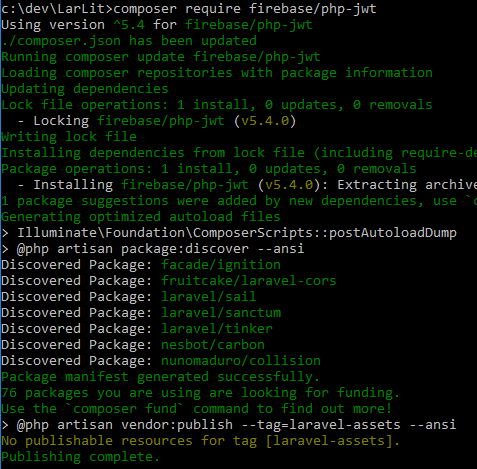 c:\dev\LarLit>composer require firebase/php-jwt
Using version ^5.4 for firebase/php-jwt
./composer.json has been updated
Running composer update firebase/php-jwt
Loading composer repositories with package information
Updating dependencies
Lock file operations: 1 install, 0 updates, 0 removals
  - Locking firebase/php-jwt (v5.4.0)
Writing lock file
Installing dependencies from lock file (including require-de
Package operations: 1 install, 0 updates, 0 removals
  - Installing firebase/php-jwt (v5.4.0): Extracting archive
1 package suggestions were added by new dependencies, use `c
Generating optimized autoload files
> Illuminate\Foundation\ComposerScripts::postAutoloadDump
> @php artisan package:discover --ansi
Discovered Package: facade/ignition
Discovered Package: fruitcake/laravel-cors
Discovered Package: laravel/sail
Discovered Package: laravel/sanctum
Discovered Package: laravel/tinker
Discovered Package: nesbot/carbon
Discovered Package: nunomaduro/collision
Package manifest generated successfully.
76 packages you are using are looking for funding.
Use the `composer fund` command to find out more!
> @php artisan vendor:publish --tag=laravel-assets --ansi
No publishable resources for tag [laravel-assets].
Publishing complete.